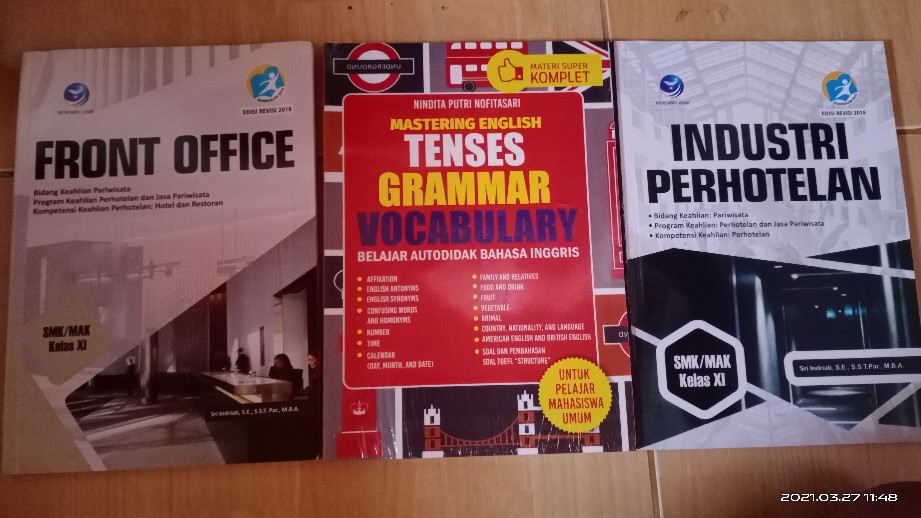 PENERBIT ANDI
EDISI REVISI 2018
FRONT OFFICE
Bidang Keahlian Pariwisata
Program Keahlian Perhotelan dan Jasa Pariwisata
Kompetensi Keahlian Perhotelan; Hotel dan Restoran
SMK/MAK
Kelas XI
Sri Indriati, S.E., S.ST.Par., M.B.A.
UNDERGROUND
MATERI SUPER
KOMPLET
NINDITA PUTRI NOFITASARI
MASTERING ENGLISH
TENSES
GRAMMAR
VOCABULARY
BELAJAR AUTODIDAK BAHASA INGGRIS
AFFIXATION
ENGLISH ANTONYMS
ENGLISH SYNONYMS
CONFUSING WORDS
AND HOMONYMS
NUMBER
TIME
CALENDAR
(DAY, MONTH, AND DATE)
FAMILY AND RELATIVES
FOOD AND DRINK
FRUIT
VEGETABLE
ANIMAL
COUNTRY, NATIONALITY, AND LANGUAGE
AMERICAN ENGLISH AND BRITISH ENGLISH
SOAL DAN PEMBAHASAN
SOAL TOEFL "STRUCTURE"
UNTUK
PELAJAR
MAHASISWA
UMUM
PENERBIT ANDI
EDISI REVISI 2018
INDUSTRI
PERHOTELAN
• Bidang Keahlian: Pariwisata
• Program Keahlian: Perhotelan dan Jasa Pariwisata
• Kompetensi Keahlian: Perhotelan
SMK/MAK
Kelas XI
Sri Indriati, S.E., S.S.T.Par., M.B.A.
2021.03.27 11:48